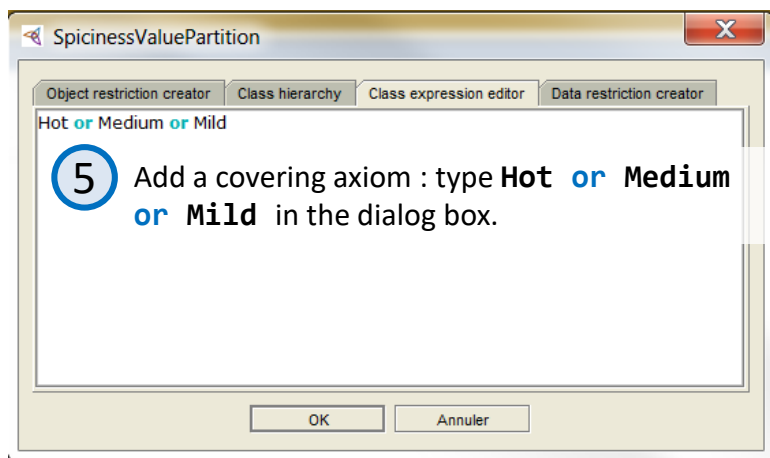 SpicinessValuePartition
X
Object restriction creator Class hierarchy Class expression editor Data restriction creator
Hot or Medium or Mild
5 Add a covering axiom : type Hot or Medium
or Mild in the dialog box.
OK Annuler